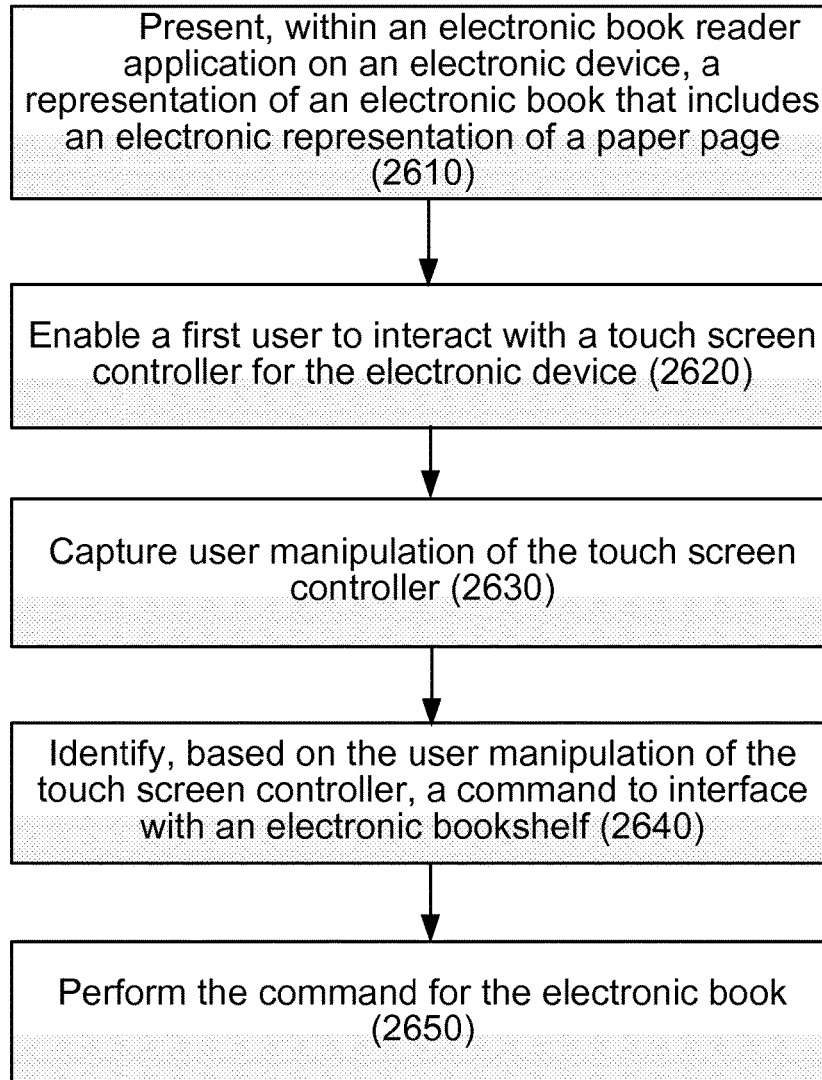 Present, within an electronic book reader
application on an electronic device, a
representation of an electronic book that includes
an electronic representation of a paper page
(2610)
Enable a first user to interact with a touch screen
controller for the electronic device (2620)
Capture user manipulation of the touch screen
controller (2630)
Identify, based on the user manipulation of the
touch screen controller, a command to interface
with an electronic bookshelf (2640)
Perform the command for the electronic book
(2650)